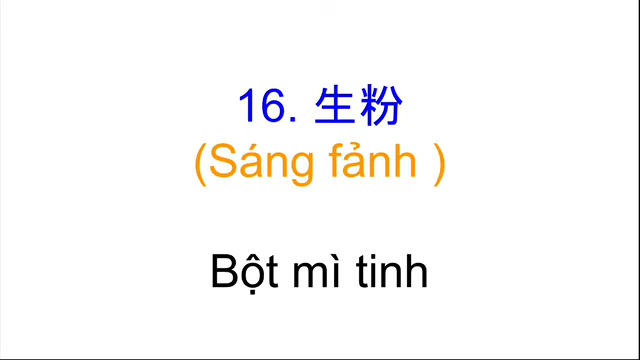 16. 生粉
(Sáng fảnh )
Bột mì tinh